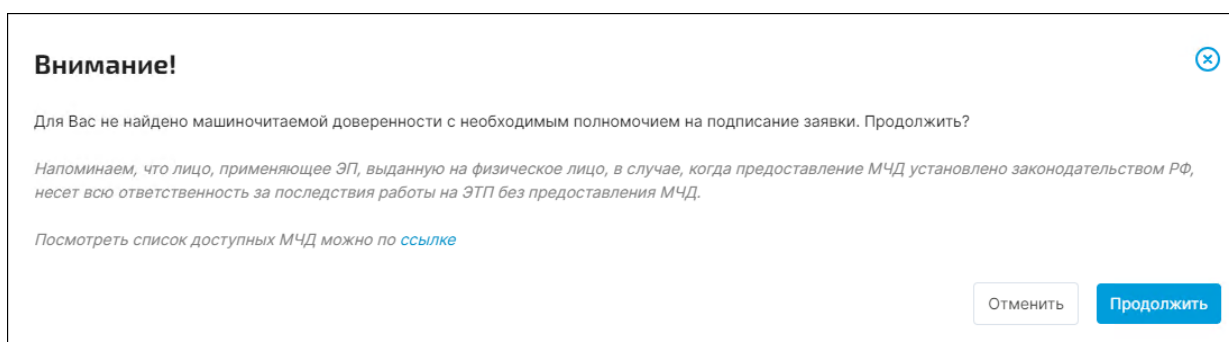 Внимание!
Для Вас не найдено машиночитаемой доверенности с необходимым полномочием на подписание заявки. Продолжить?
Напоминаем, что лицо, применяющее ЭП, выданную на физическое лицо, в случае, когда предоставление МЧД установлено законодательством РФ,
несет всю ответственность за последствия работы на ЭТП без предоставления МЧД.
Посмотреть список доступных МЧД можно по ссылке
Отменить Продолжить